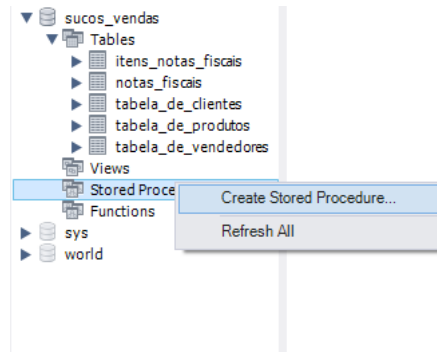 sucos_vendas
Tables
itens_notas_fiscais
notas_fiscais
tabela_de_clientes
tabela_de_produtos
tabela_de_vendedores
Views
Stored Proce
Create Stored Procedure...
Functions
Refresh All
sys
world